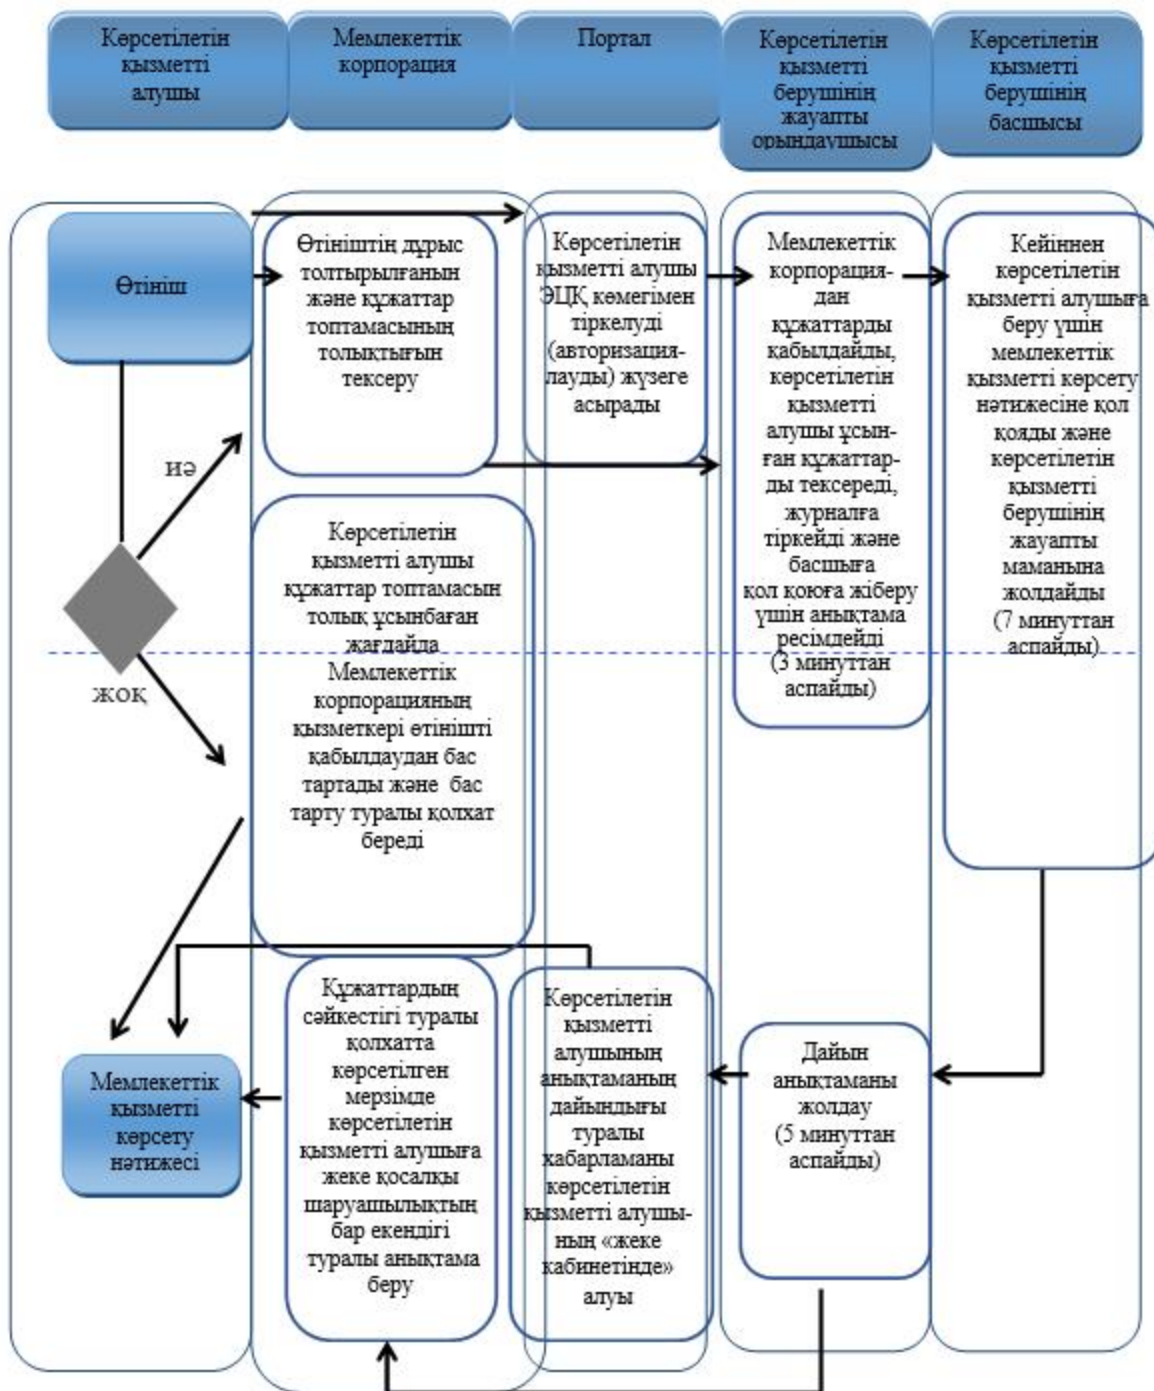 Көрсетілетін
қызметті
алушы
Мемлекеттік
корпорация
Портал
Көрсетілетін
қызметті
берушінің
жауапты
орындаушысы
Көрсетілетін
қызметті
берушінің
басшысы
Өтініш
Өтініштің дұрыс
толтырылғанын
және құжаттар
топтамасының
толықтығын
тексеру
Көрсетілетін
қызметті алушы
ЭЦҚ көмегімен
тіркелуді
(авторизация-
лауды) жүзеге
асырады
Мемлекеттік
корпорация-
дан
құжаттарды
қабылдайды,
көрсетілетін
қызметті
алушы ұсын-
ған құжаттар-
ды тексереді,
журналға
тіркейді және
басшыға
қол қоюға жіберу
үшін анықтама
ресімдейді
(3 минуттан
аспайды)
Кейіннен
көрсетілетін
қызметті алушыға
беру үшін
мемлекеттік
қызметті көрсету
нәтижесіне қол
қояды және
көрсетілетін
қызметті
берушінің
жауапты
маманына
жолдайды
(7 минуттан
аспайды)
иә
жоқ
Көрсетілетін
қызметті алушы
құжаттар топтамасын
толық ұсынбаған
жағдайда
Мемлекеттік
корпорацияның
қызметкері өтінішті
қабылдаудан бас
тартады және бас
тарту туралы қолхат
береді
Мемлекеттік
қызметті
көрсету
нәтижесі
Құжаттардың
сәйкестігі туралы
қолхатта
көрсетілген
мерзімде
көрсетілетін
қызметті алушыға
жеке қосалқы
шаруашылықтың
бар екендігі
туралы анықтама
беру
Көрсетілетін
қызметті
алушының
анықтаманың
дайындығы
туралы
хабарламаны
көрсетілетін
қызметті алушы-
ның «жеке
кабинетінде»
алуы
Дайын
анықтаманы
жолдау
(5 минуттан
аспайды)